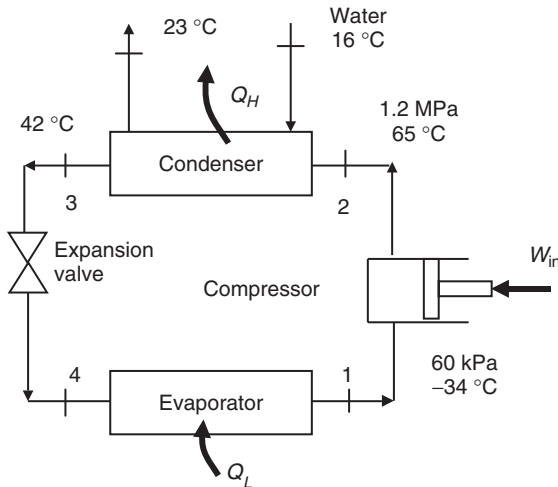 23 °C
Water
16 °C
Q_H
42 °C
1.2 MPa
65 °C
Condenser
3
2
Expansion
valve
Compressor
W_in
60 kPa
–34 °C
4
1
Evaporator
Q_L